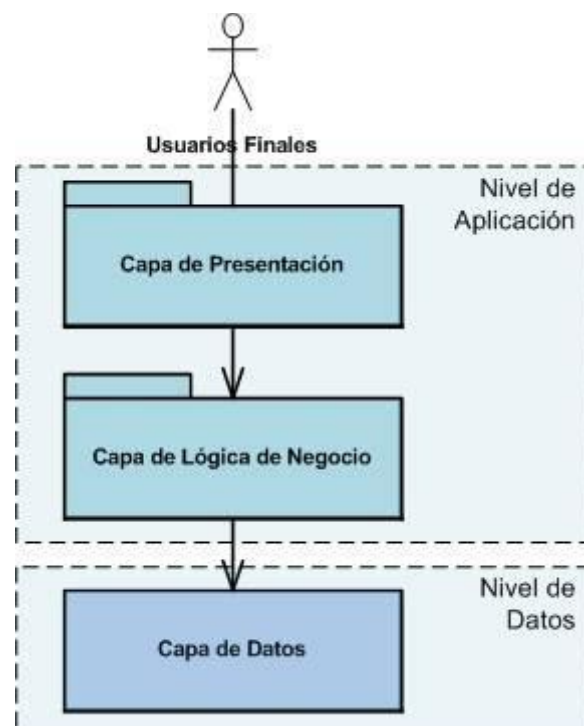 Usuarios Finales
Nivel de
Aplicación
Capa de Presentación
Capa de Lógica de Negocio
Nivel de
Datos
Capa de Datos